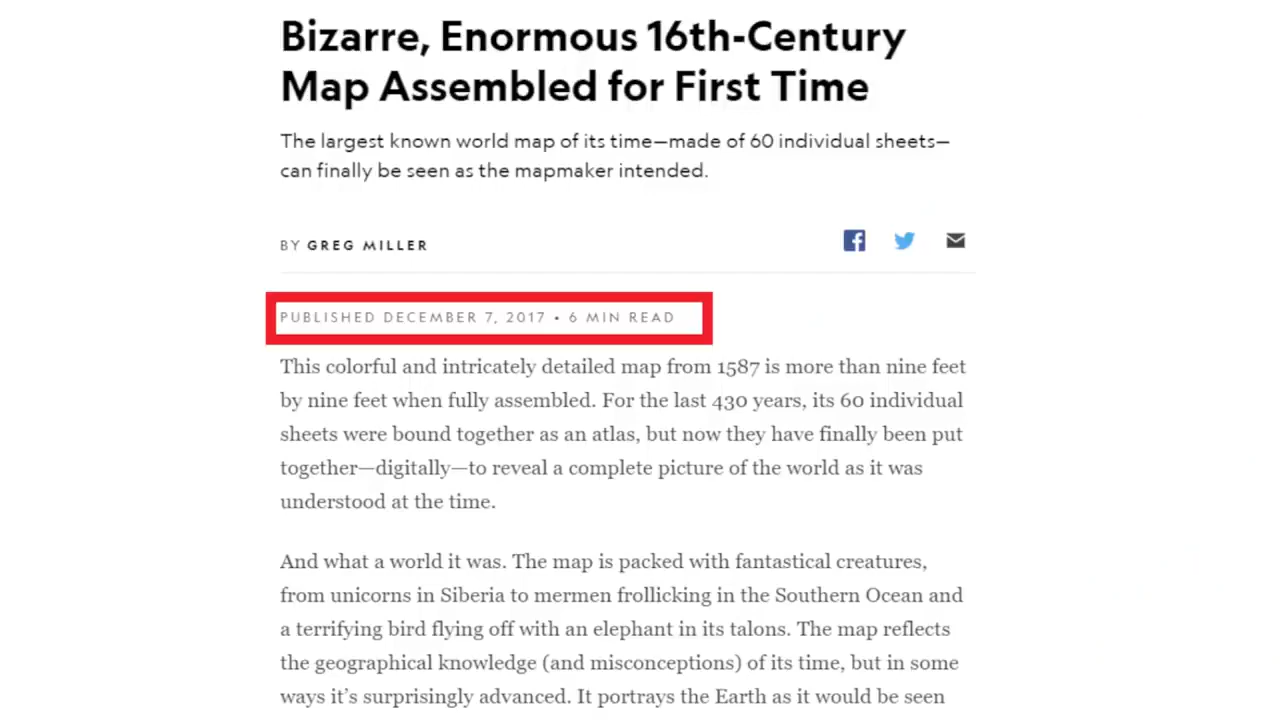 Bizarre, Enormous 16th-Century
Map Assembled for First Time
The largest known world map of its time—made of 60 individual sheets—
can finally be seen as the mapmaker intended.
BY GREG MILLER
PUBLISHED DECEMBER 7, 2017 • 6 MIN READ
This colorful and intricately detailed map from 1587 is more than nine feet
by nine feet when fully assembled. For the last 430 years, its 60 individual
sheets were bound together as an atlas, but now they have finally been put
together—digitally—to reveal a complete picture of the world as it was
understood at the time.
And what a world it was. The map is packed with fantastical creatures,
from unicorns in Siberia to mermen frollicking in the Southern Ocean and
a terrifying bird flying off with an elephant in its talons. The map reflects
the geographical knowledge (and misconceptions) of its time, but in some
ways it's surprisingly advanced. It portrays the Earth as it would be seen